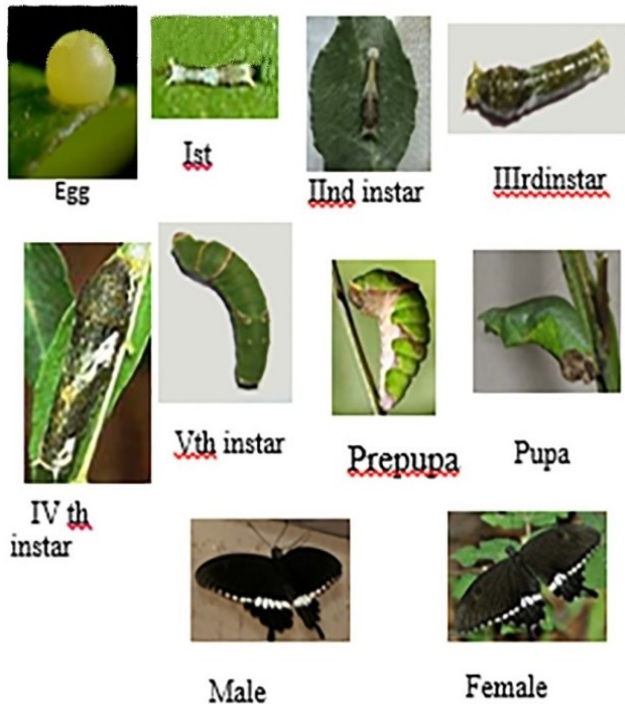 Egg
Ist
IInd instar
IIIrdinstar
IV th
instar
Vth instar
Prepupa
Pupa
Male
Female